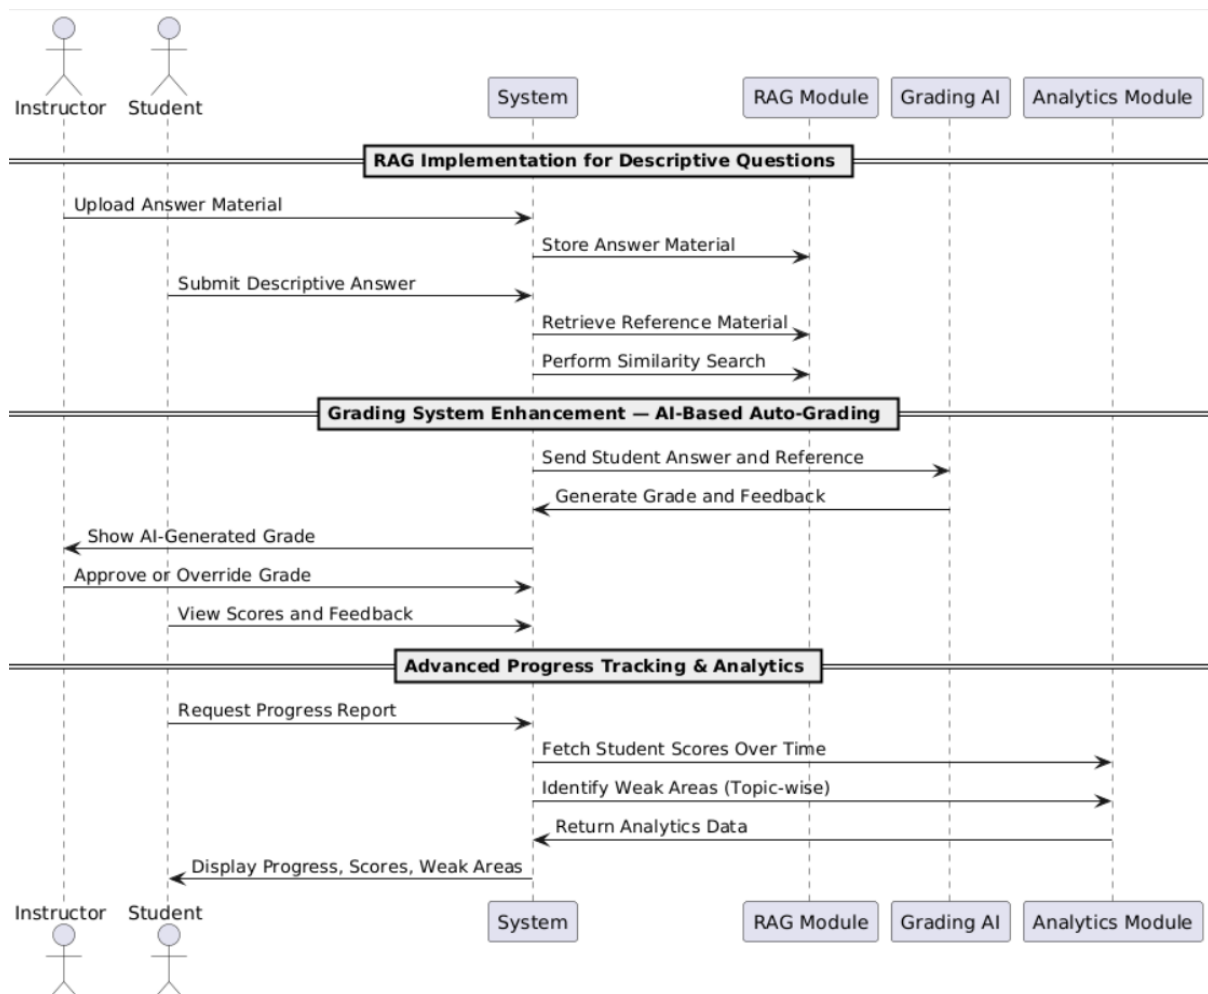 Instructor Student
System RAG Module Grading AI Analytics Module
RAG Implementation for Descriptive Questions
Upload Answer Material
Store Answer Material
Submit Descriptive Answer
Retrieve Reference Material
Perform Similarity Search
Grading System Enhancement — AI-Based Auto-Grading
Send Student Answer and Reference
Generate Grade and Feedback
Show AI-Generated Grade
Approve or Override Grade
View Scores and Feedback
Advanced Progress Tracking & Analytics
Request Progress Report
Fetch Student Scores Over Time
Identify Weak Areas (Topic-wise)
Return Analytics Data
Display Progress, Scores, Weak Areas
Instructor Student
System RAG Module Grading AI Analytics Module